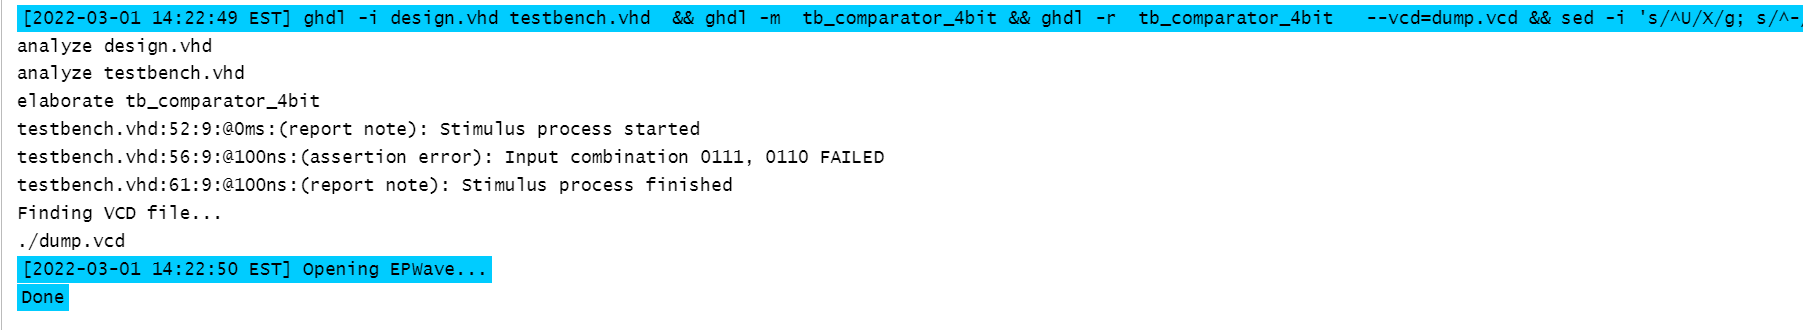 [2022-03-01 14:22:49 EST] ghdl -i design.vhd testbench.vhd  && ghdl -m  tb_comparator_4bit && ghdl -r  tb_comparator_4bit   --vcd=dump.vcd && sed -i 's/^U/X/g; s/^-/
analyze design.vhd
analyze testbench.vhd
elaborate tb_comparator_4bit
testbench.vhd:52:9:@0ms:(report note): Stimulus process started
testbench.vhd:56:9:@100ns:(assertion error): Input combination 0111, 0110 FAILED
testbench.vhd:61:9:@100ns:(report note): Stimulus process finished
Finding VCD file...
./dump.vcd
[2022-03-01 14:22:50 EST] Opening EPWave...
Done